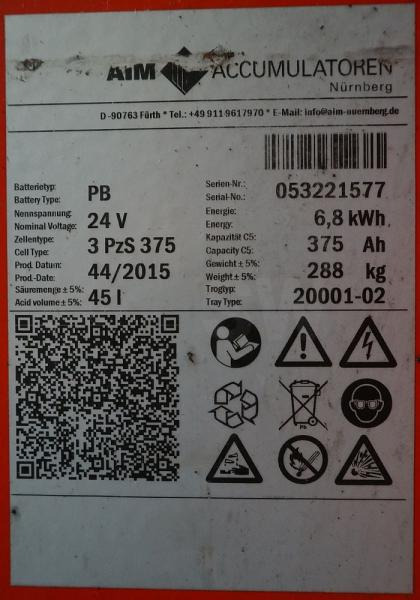 AIM ACCUMULATOREN
Nürnberg
D-90763 Fürth * Tel.: +49 911 9617970 * E-Mail: info@aim-nuernberg.de
Batterietyp:
Battery Type: PB
Serien-Nr.:
Serial-No.: 053221577
Nennspannung:
Nominal Voltage: 24 V
Energie:
Energy: 6,8 kWh
Zellentype:
Cell Type: 3 PzS 375
Kapazität C5:
Capacity C5: 375 Ah
Prod. Datum:
Prod.-Date: 44/2015
Gewicht ± 5%:
Weight ± 5%: 288 kg
Säuremenge ± 5%:
Acid volume ± 5%: 45 l
Trogtyp:
Tray Type: 20001-02
Pb